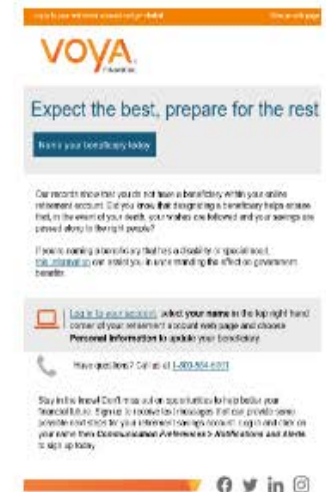 VOYA
FINANCIAL
Expect the best, prepare for the rest
Name your beneficiary today
Our records show that you do not have a beneficiary within your online
retirement account. Did you know that designating a beneficiary helps ensure
that, in the event of your death, your wishes are followed and your savings are
passed along to the right people?
If you're naming a beneficiary that has a disability or special need,
this information can assist you in understanding the effect on government
benefits.
Log in to your account, select your name in the top right hand
corner of your retirement account web page and choose
Personal Information to update your beneficiary.
Have questions? Call us at
Stay in the know! Don't miss out on opportunities to help better your
financial future. Sign up to receive text messages that can provide some
possible next steps for your retirement savings account. Log in and click on
your name then Communication Preferences > Notifications and Alerts
to sign up today.